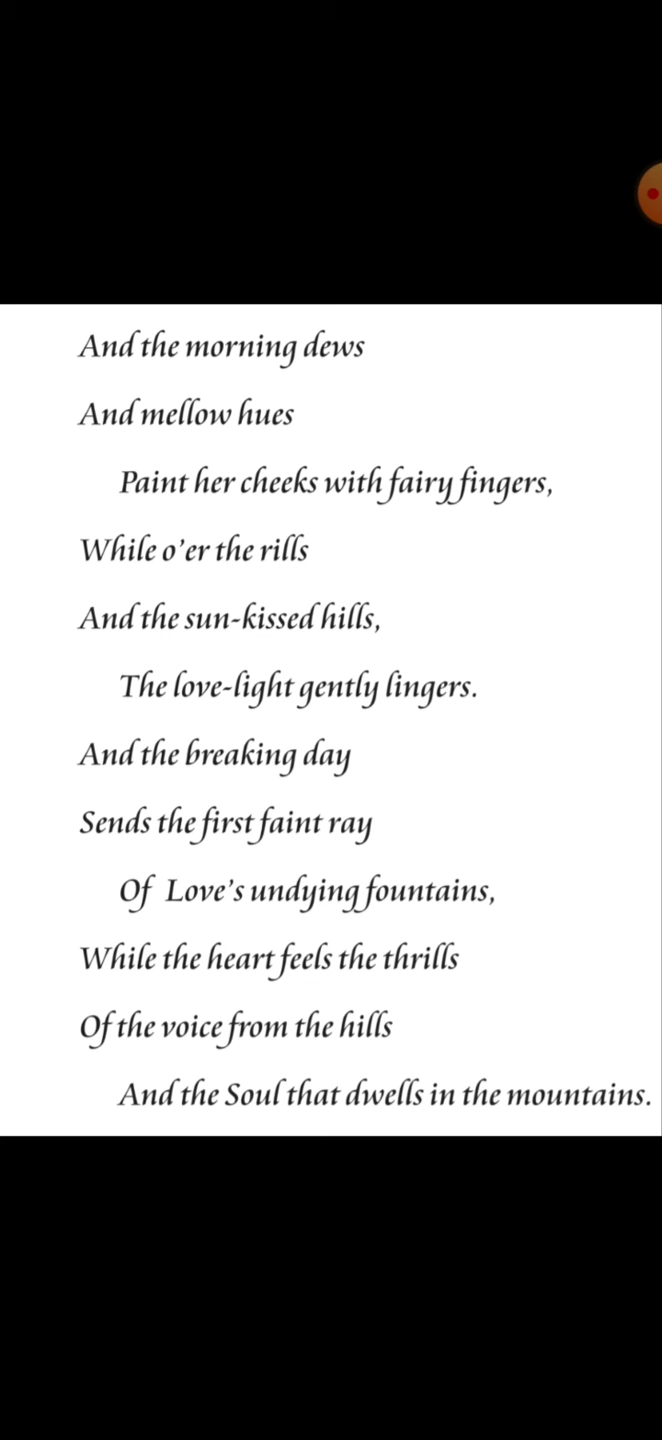 And the morning dews
And mellow hues
Paint her cheeks with fairy fingers,
While o’er the rills
And the sun-kissed hills,
The love-light gently lingers.
And the breaking day
Sends the first faint ray
Of Love’s undying fountains,
While the heart feels the thrills
Of the voice from the hills
And the Soul that dwells in the mountains.